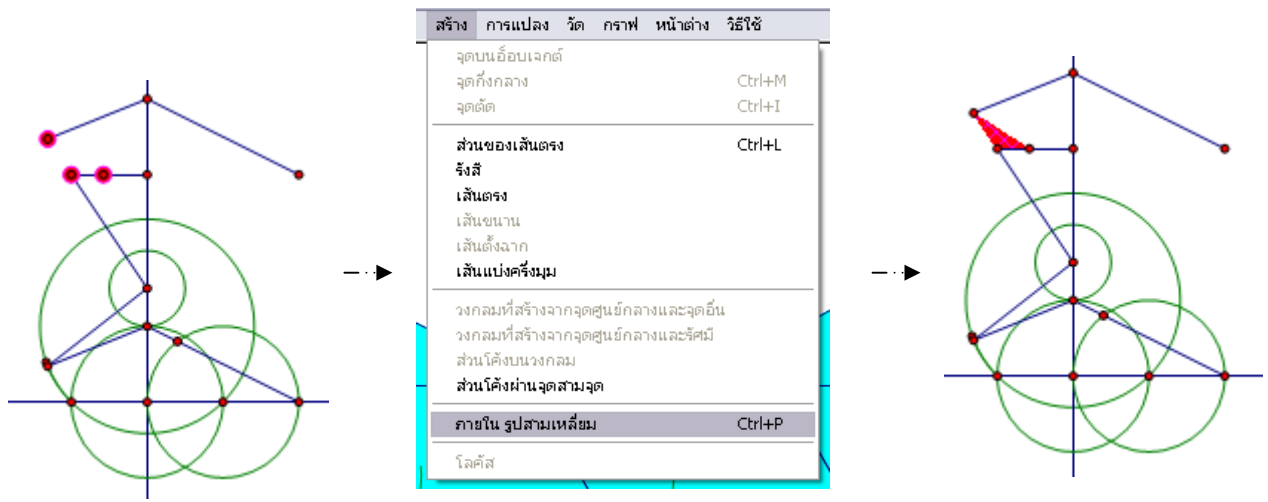 สร้าง การแปลง วัด กราฟ หน้าต่าง วิธีใช้
จุดบนอ็อบเจกต์
จุดกึ่งกลาง Ctrl+M
จุดตัด Ctrl+I
ส่วนของเส้นตรง Ctrl+L
รังสี
เส้นตรง
เส้นขนาน
เส้นตั้งฉาก
เส้นแบ่งครึ่งมุม
วงกลมที่สร้างจากจุดศูนย์กลางและจุดอื่น
วงกลมที่สร้างจากจุดศูนย์กลางและรัศมี
ส่วนโค้งบนวงกลม
ส่วนโค้งผ่านจุดสามจุด
ภายใน รูปสามเหลี่ยม Ctrl+P
โลคัส